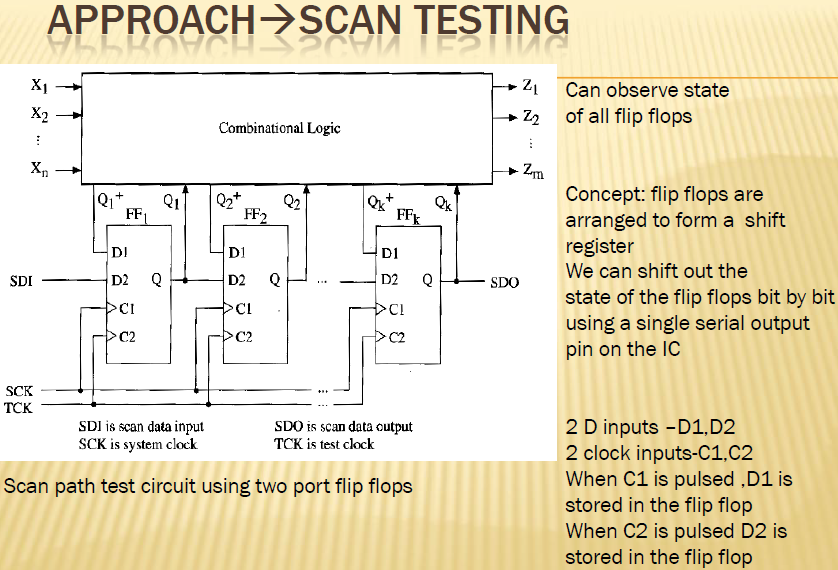 APPROACH→SCAN TESTING
X1
X2
⋮
Xn
Combinational Logic
Z1
Z2
⋮
Zm
Q1+ Q1 Q2+ Q2 Qk+ Qk
FF1 FF2 FFk
D1 D1 D1
SDI D2 Q D2 Q ... D2 Q SDO
C1 C1 C1
C2 C2 C2
SCK ...
TCK ...
SDI is scan data input SDO is scan data output
SCK is system clock TCK is test clock
Scan path test circuit using two port flip flops
Can observe state
of all flip flops
Concept: flip flops are
arranged to form a shift
register
We can shift out the
state of the flip flops bit by bit
using a single serial output
pin on the IC
2 D inputs –D1,D2
2 clock inputs-C1,C2
When C1 is pulsed ,D1 is
stored in the flip flop
When C2 is pulsed D2 is
stored in the flip flop